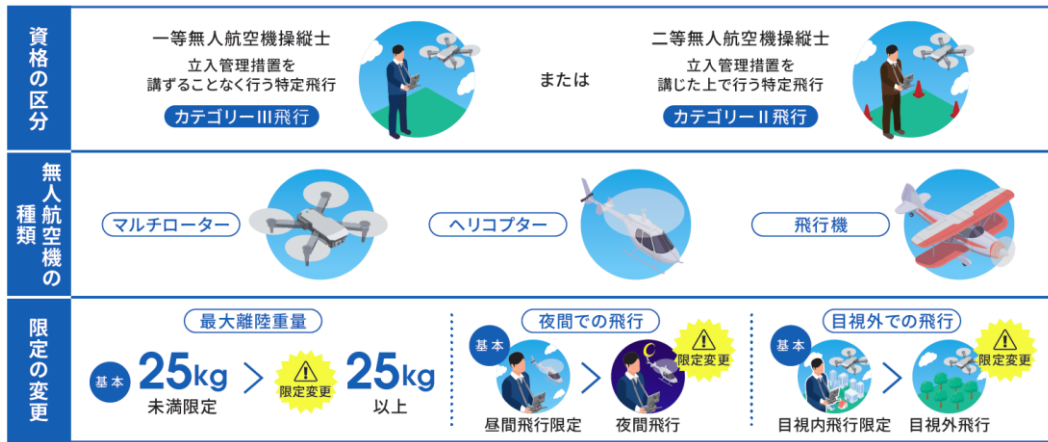 資格の区分
一等無人航空機操縦士
立入管理措置を
講ずることなく行う特定飛行
カテゴリーIII飛行
または
二等無人航空機操縦士
立入管理措置を
講じた上で行う特定飛行
カテゴリーII飛行
無人航空機の
種類
マルチローター
ヘリコプター
飛行機
限定の変更
最大離陸重量
基本
25kg
未満限定
限定変更
25kg
以上
夜間での飛行
基本
昼間飛行限定
限定変更
夜間飛行
目視外での飛行
基本
目視内飛行限定
限定変更
目視外飛行